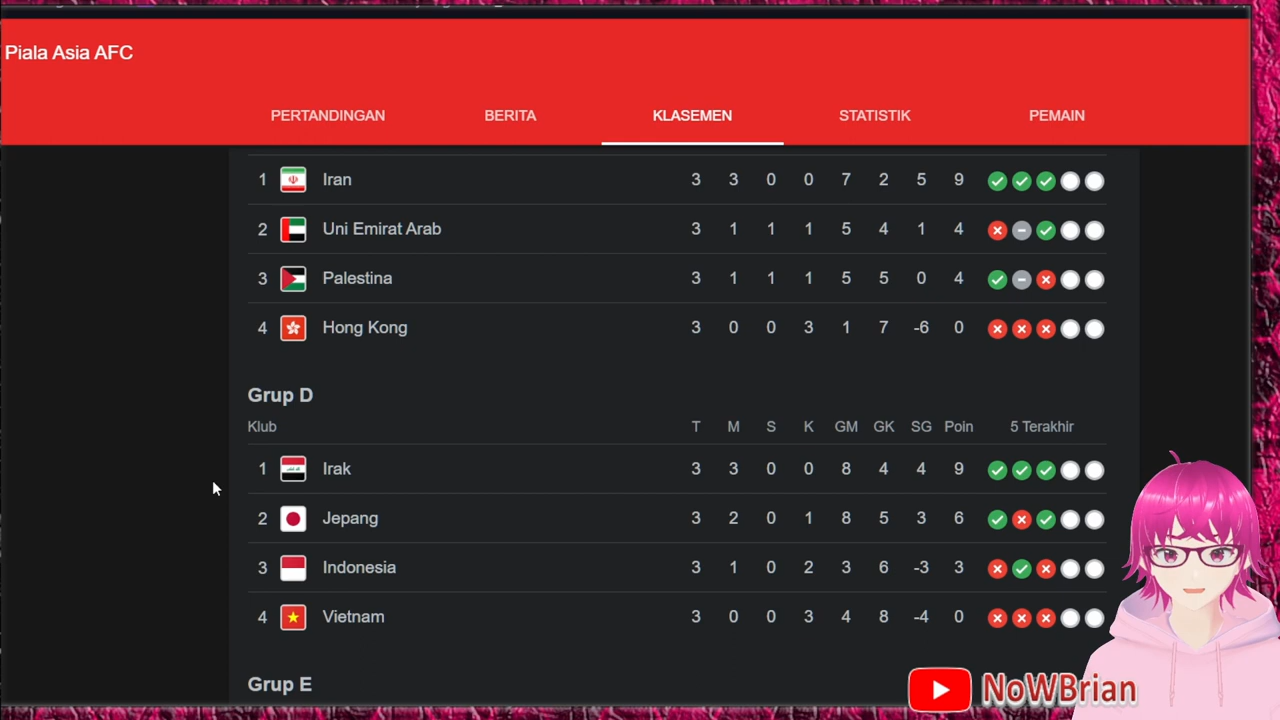 Piala Asia AFC
PERTANDINGAN BERITA KLASEMEN STATISTIK PEMAIN
1 Iran 3 3 0 0 7 2 5 9
2 Uni Emirat Arab 3 1 1 1 5 4 1 4
3 Palestina 3 1 1 1 5 5 0 4
4 Hong Kong 3 0 0 3 1 7 -6 0
Grup D
Klub T M S K GM GK SG Poin 5 Terakhir
1 Irak 3 3 0 0 8 4 4 9
2 Jepang 3 2 0 1 8 5 3 6
3 Indonesia 3 1 0 2 3 6 -3 3
4 Vietnam 3 0 0 3 4 8 -4 0
Grup E
NoWBrian